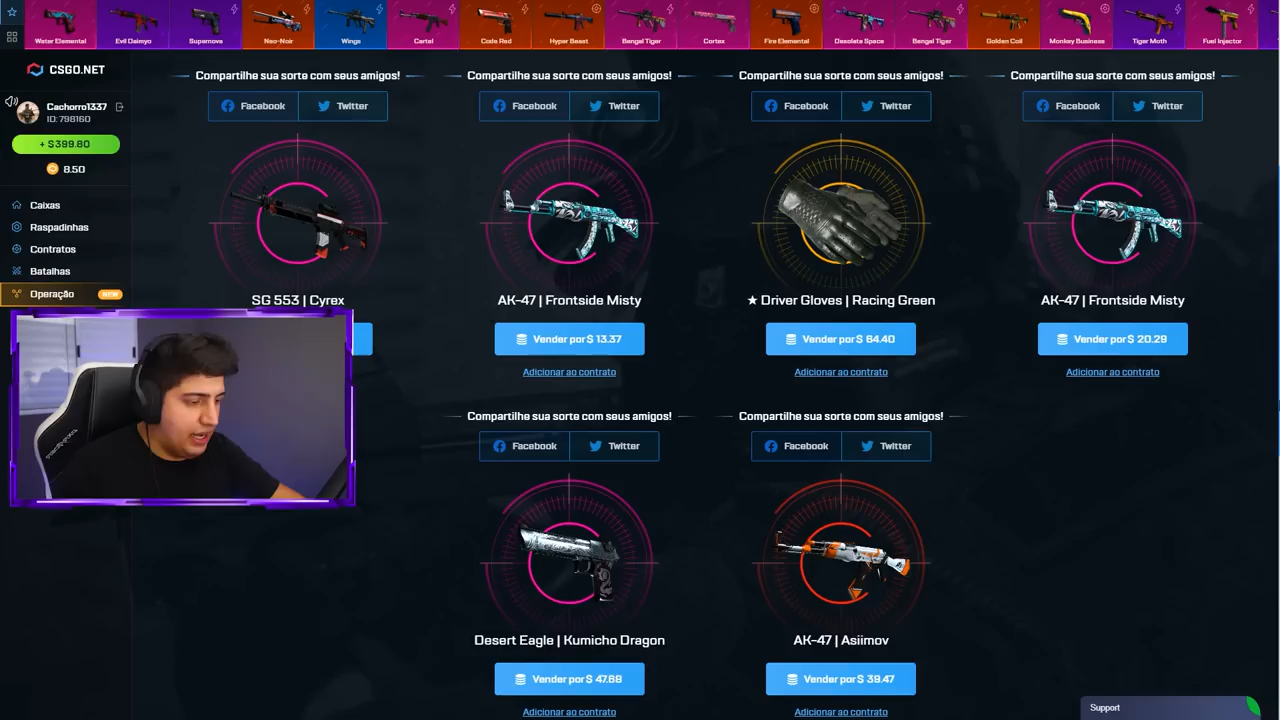 Water Elemental
Evil Daimyo
Supernova
Neo-Noir
Wings
Cartel
Code Red
Hyper Beast
Bengal Tiger
Cortex
Fire Elemental
Desolate Space
Bengal Tiger
Golden Coil
Monkey Business
Tiger Moth
Fuel Injector
CSGO.NET
Cachorro1337
ID: 798160
+ $399.80
8.50
Caixas
Raspadinhas
Contratos
Batalhas
Operação NEW
Compartilhe sua sorte com seus amigos!
Facebook Twitter
SG 553 | Cyrex
Compartilhe sua sorte com seus amigos!
Facebook Twitter
AK-47 | Frontside Misty
Vender por $ 13.37
Adicionar ao contrato
Compartilhe sua sorte com seus amigos!
Facebook Twitter
★ Driver Gloves | Racing Green
Vender por $ 64.40
Adicionar ao contrato
Compartilhe sua sorte com seus amigos!
Facebook Twitter
AK-47 | Frontside Misty
Vender por $ 20.29
Adicionar ao contrato
Compartilhe sua sorte com seus amigos!
Facebook Twitter
Desert Eagle | Kumicho Dragon
Vender por $ 47.69
Adicionar ao contrato
Compartilhe sua sorte com seus amigos!
Facebook Twitter
AK-47 | Asiimov
Vender por $ 39.47
Adicionar ao contrato
Support